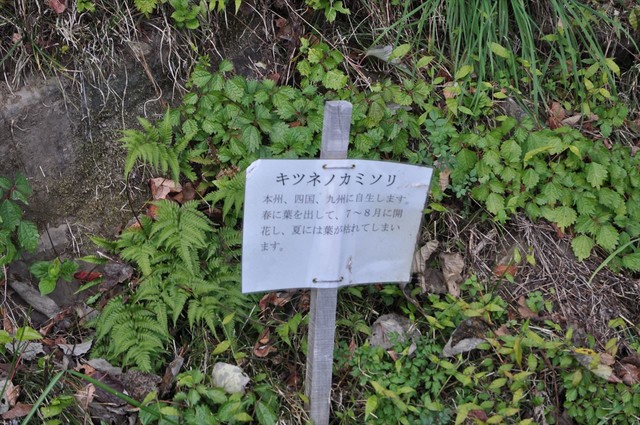 キツネノカミソリ
本州、四国、九州に自生します。
春に葉を出して、7～8月に開
花し、夏には葉が枯れてしまい
ます。